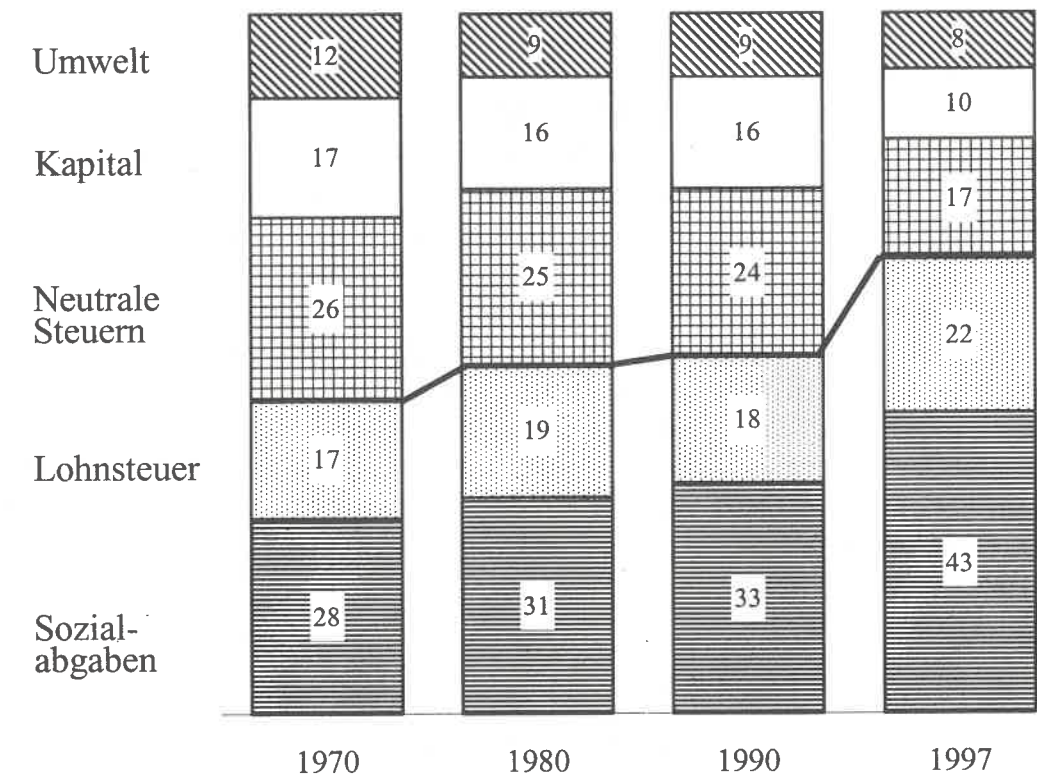 Umwelt 12 9 9 8
Kapital 17 16 16 10
Neutrale
Steuern 26 25 24 17
Lohnsteuer 17 19 18 22
Sozial-
abgaben 28 31 33 43
1970 1980 1990 1997